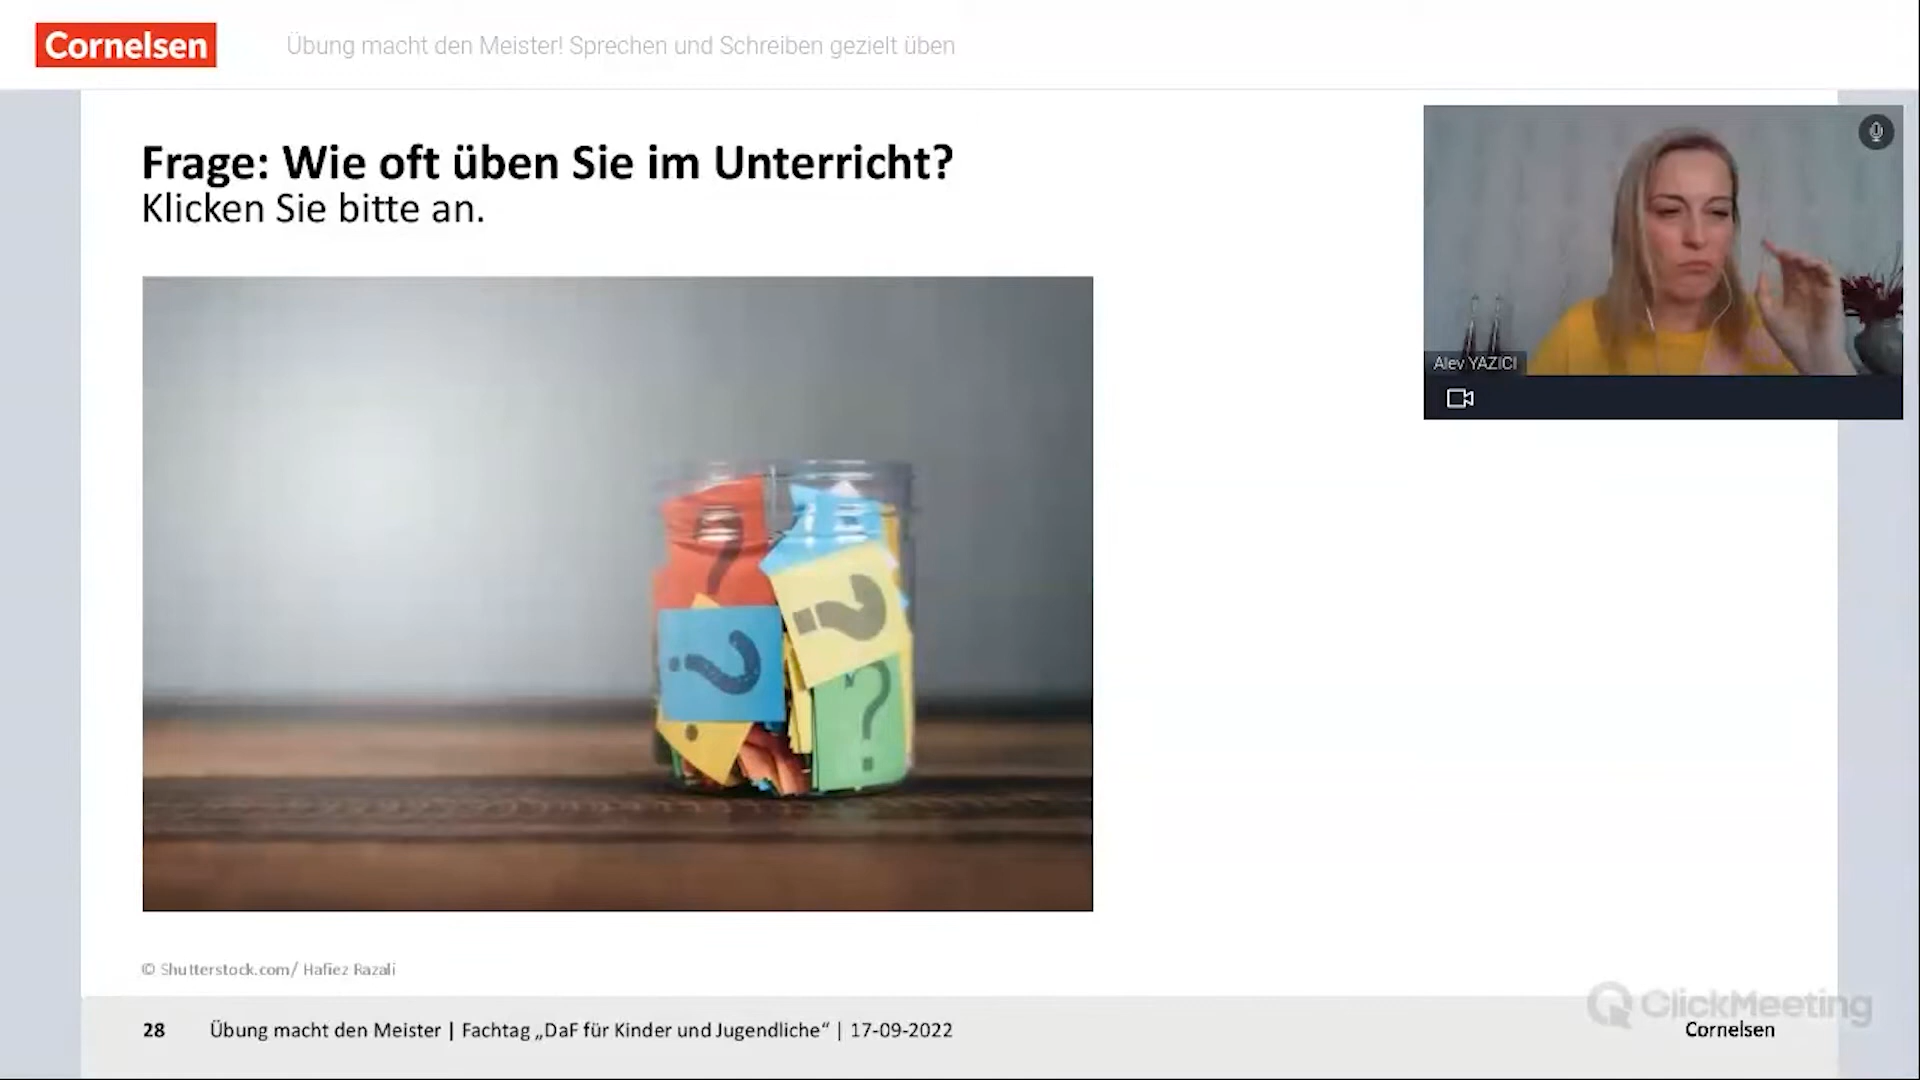 Cornelsen
Übung macht den Meister! Sprechen und Schreiben gezielt üben
Frage: Wie oft üben Sie im Unterricht?
Klicken Sie bitte an.
Alev YAZICI
?
?
?
?
© Shutterstock.com/ Hafiez Razali
ClickMeeting
28 Übung macht den Meister | Fachtag „DaF für Kinder und Jugendliche“ | 17-09-2022 Cornelsen